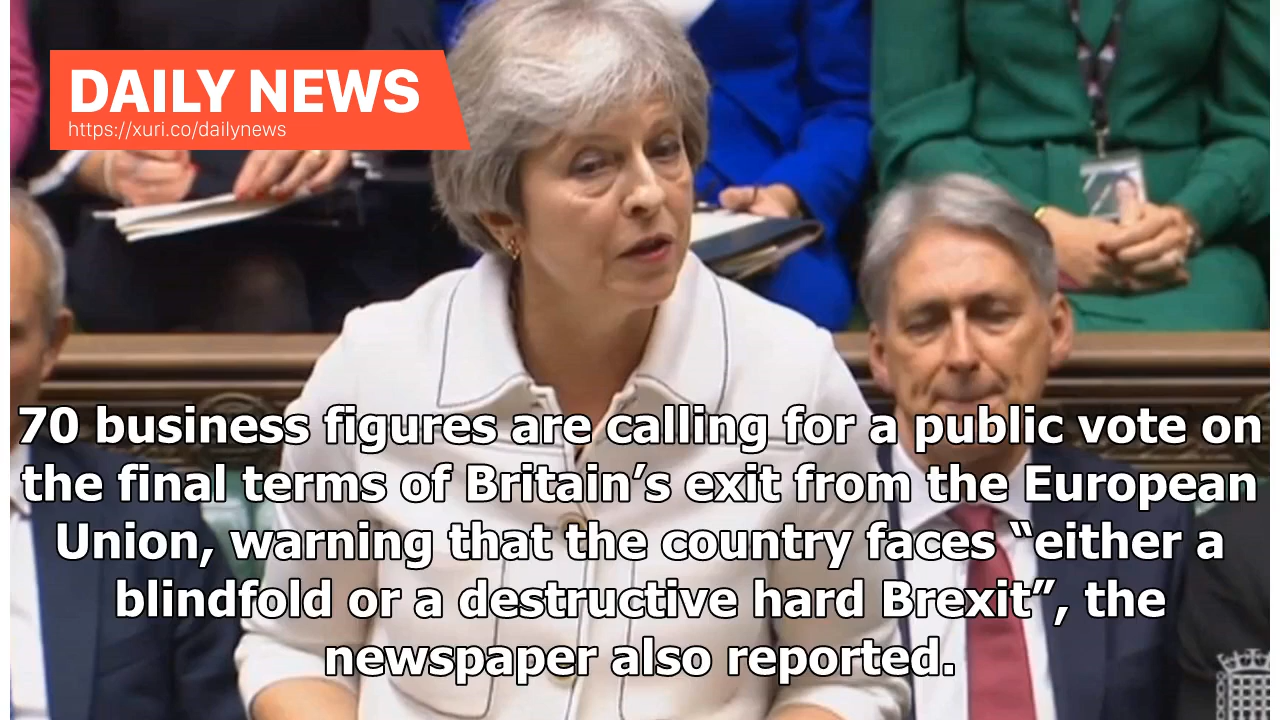 DAILY NEWS
https://xuri.co/dailynews
70 business figures are calling for a public vote on
the final terms of Britain’s exit from the European
Union, warning that the country faces “either a
blindfold or a destructive hard Brexit”, the
newspaper also reported.